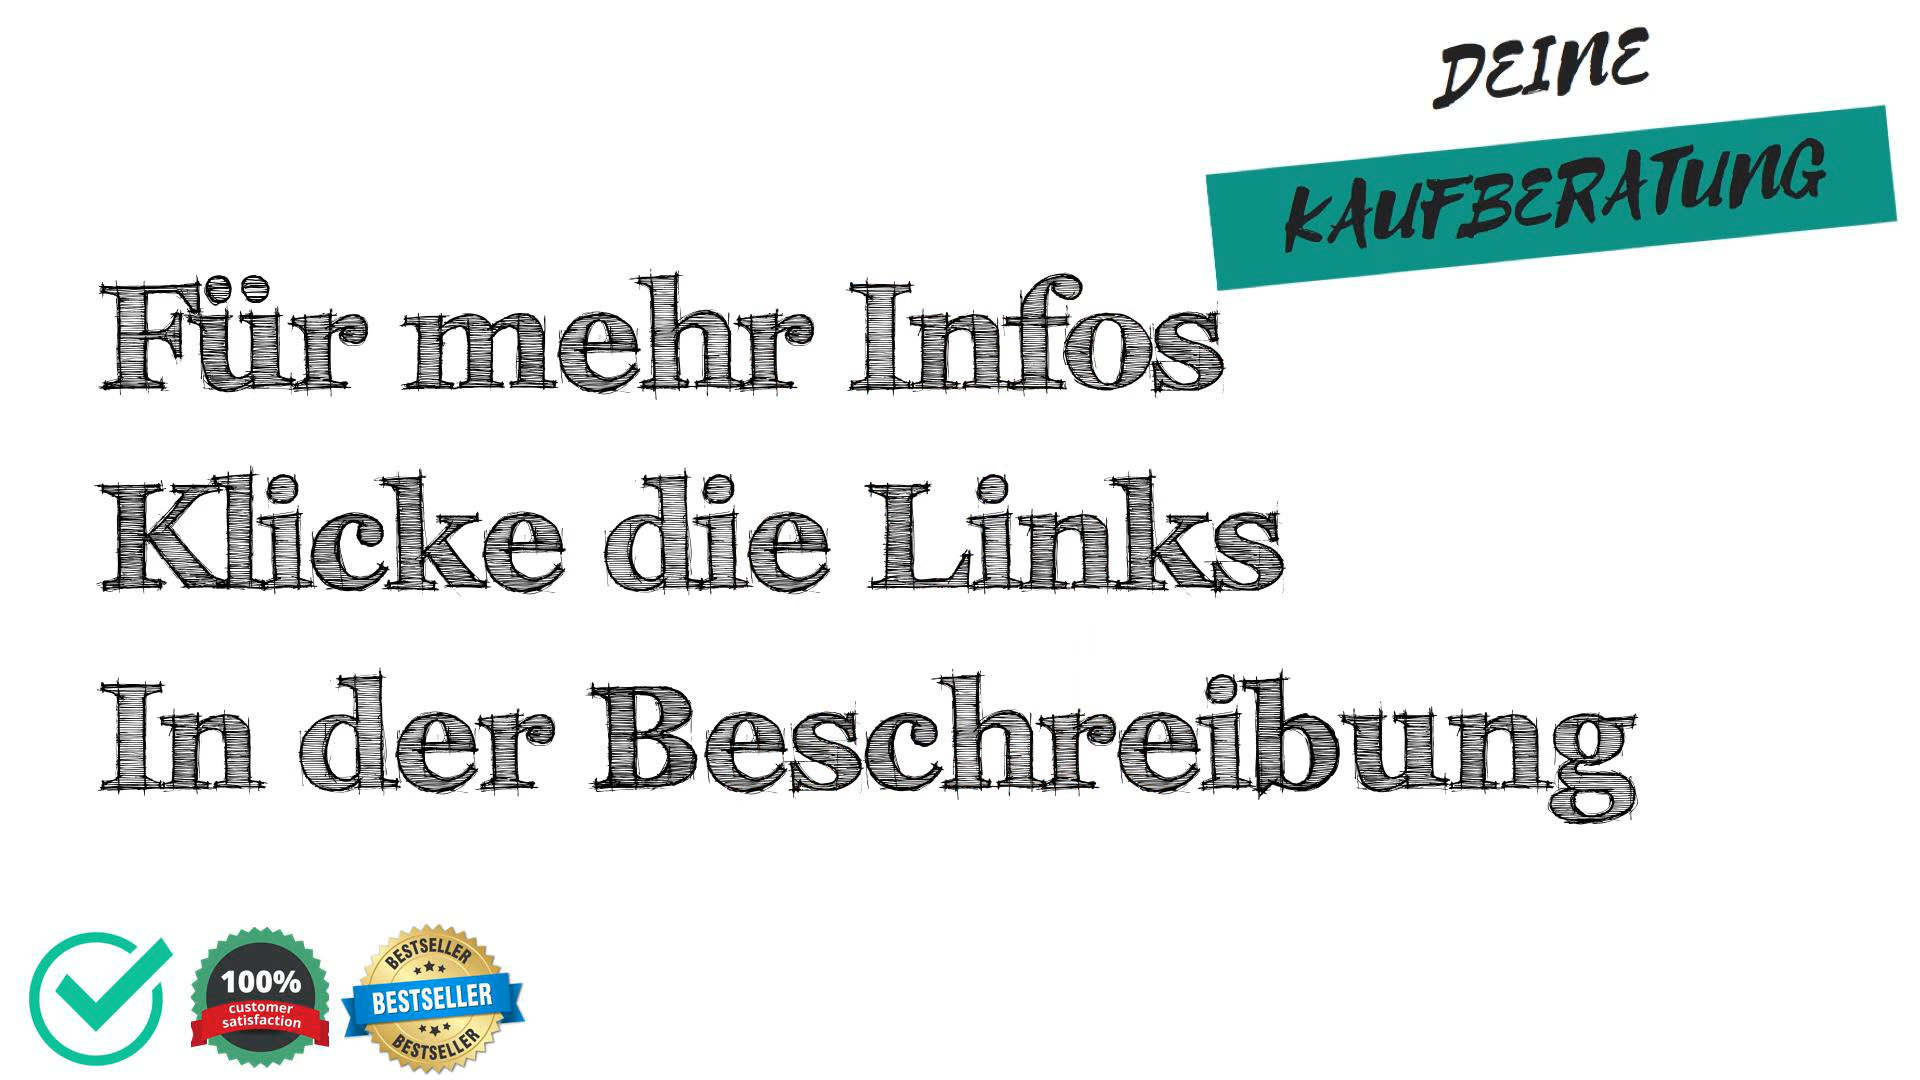 DEINE
KAUFBERATUNG
Für mehr Infos
Klicke die Links
In der Beschreibung
100%
customer
satisfaction
BESTSELLER
BESTSELLER
BESTSELLER